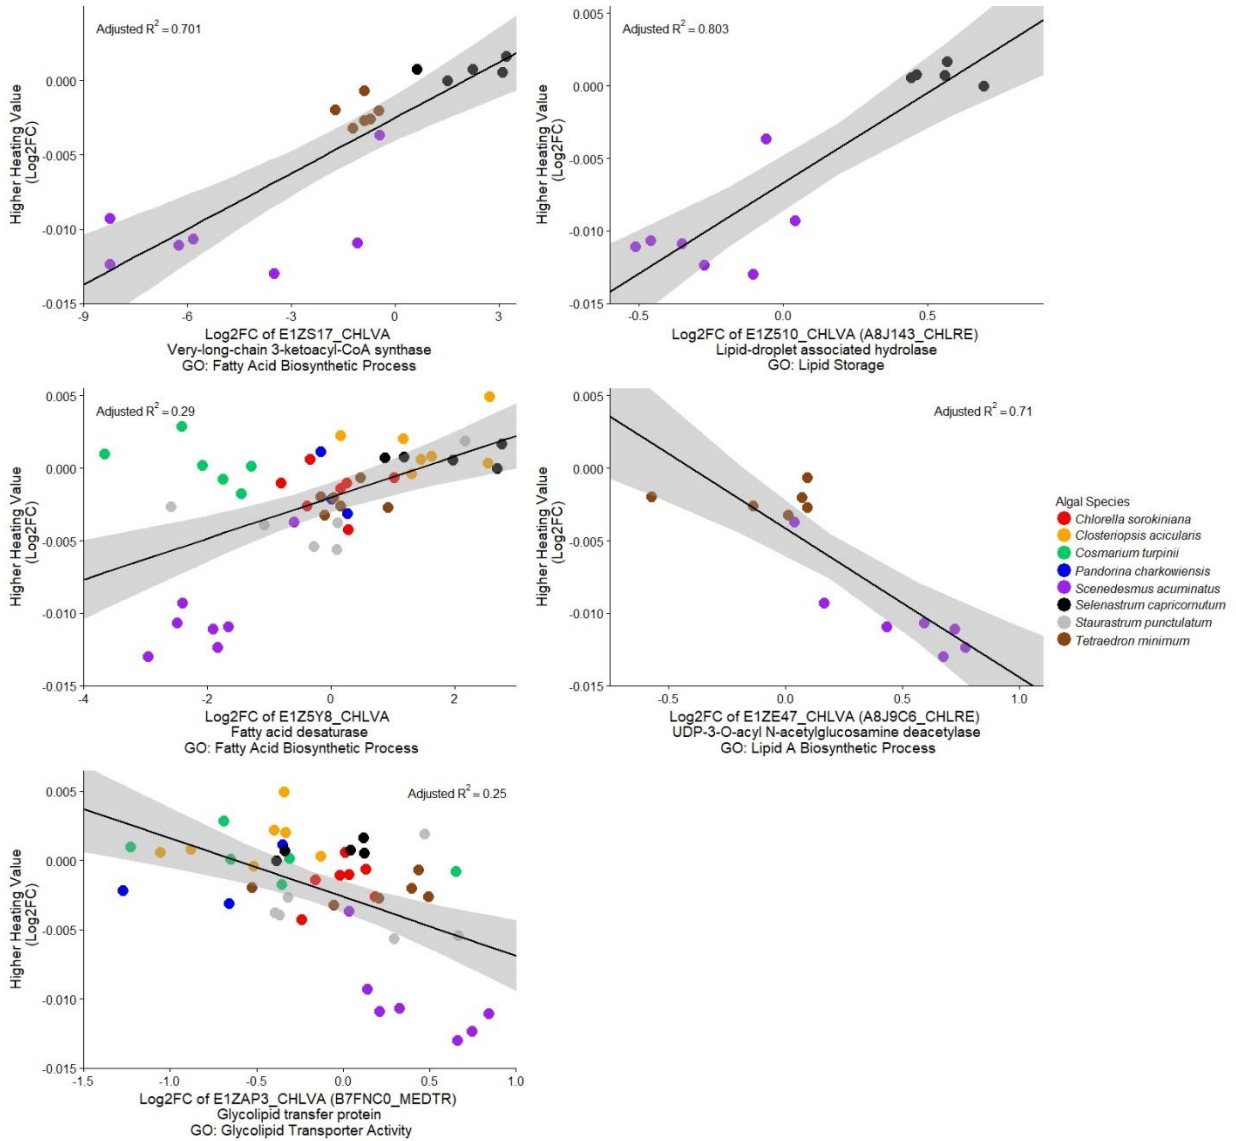 Adjusted R² = 0.701
Higher Heating Value
(Log2FC)
0.000
-0.005
-0.010
-0.015
-9
-6
-3
0
3
Log2FC of E1ZS17_CHLVA
Very-long-chain 3-ketoacyl-CoA synthase
GO: Fatty Acid Biosynthetic Process
Adjusted R² = 0.803
Higher Heating Value
(Log2FC)
0.005
0.000
-0.005
-0.010
-0.015
-0.5
0.0
0.5
Log2FC of E1Z510_CHLVA (A8J143_CHLRE)
Lipid-droplet associated hydrolase
GO: Lipid Storage
Adjusted R² = 0.29
Higher Heating Value
(Log2FC)
0.005
0.000
-0.005
-0.010
-0.015
-4
-2
0
2
Log2FC of E1Z5Y8_CHLVA
Fatty acid desaturase
GO: Fatty Acid Biosynthetic Process
Adjusted R² = 0.71
Higher Heating Value
(Log2FC)
0.005
0.000
-0.005
-0.010
-0.015
-0.5
0.0
0.5
1.0
Log2FC of E1ZE47_CHLVA (A8J9C6_CHLRE)
UDP-3-O-acyl N-acetylglucosamine deacetylase
GO: Lipid A Biosynthetic Process
Algal Species
Chlorella sorokiniana
Closteriopsis acicularis
Cosmarium turpinii
Pandorina charkowiensis
Scenedesmus acuminatus
Selenastrum capricornutum
Staurastrum punctulatum
Tetraedron minimum
Adjusted R² = 0.25
Higher Heating Value
(Log2FC)
0.005
0.000
-0.005
-0.010
-0.015
-1.5
-1.0
-0.5
0.0
0.5
1.0
Log2FC of E1ZAP3_CHLVA (B7FNC0_MEDTR)
Glycolipid transfer protein
GO: Glycolipid Transporter Activity